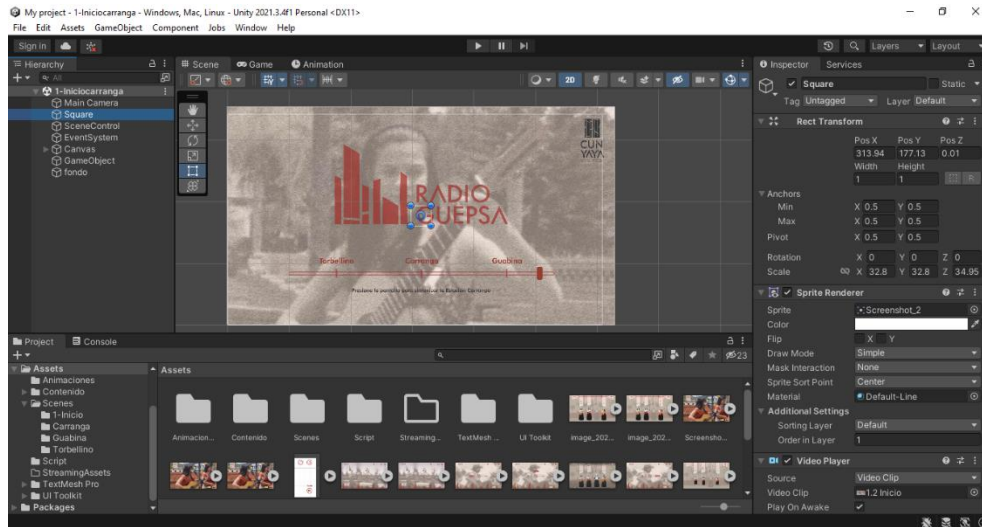 My project - 1-Iniciocarranga - Windows, Mac, Linux - Unity 2021.3.4f1 Personal <DX11>
File Edit Assets GameObject Component Jobs Window Help
Sign in
Layers
Layout
Hierarchy
All
1-Iniciocarranga
Main Camera
Square
SceneControl
EventSystem
Canvas
GameObject
fondo
Scene
Game
Animation
2D
CUN
YAYA
RADIO
GUEPSA
Torbellino
Carranga
Guabina
Inspector
Services
Square
Static
Tag Untagged
Layer Default
Rect Transform
Pos X Pos Y Pos Z
313.94 177.13 0.01
Width Height
1 1
R
Anchors
Min X 0.5 Y 0.5
Max X 0.5 Y 0.5
Pivot X 0.5 Y 0.5
Rotation X 0 Y 0 Z 0
Scale X 32.8 Y 32.8 Z 34.95
Sprite Renderer
Sprite Screenshot_2
Color
Flip X Y
Draw Mode Simple
Mask Interaction None
Sprite Sort Point Center
Material Default-Line
Additional Settings
Sorting Layer Default
Order in Layer 1
Video Player
Source Video Clip
Video Clip 1.2 Inicio
Play On Awake
Project
Console
23
Assets
Animaciones
Contenido
Scenes
1-Inicio
Carranga
Guabina
Torbellino
Script
StreamingAssets
TextMesh Pro
UI Toolkit
Packages
Assets
Animacion...
Contenido
Scenes
Script
Streaming...
TextMesh ...
UI Toolkit
image_202...
image_202...
Screensho...